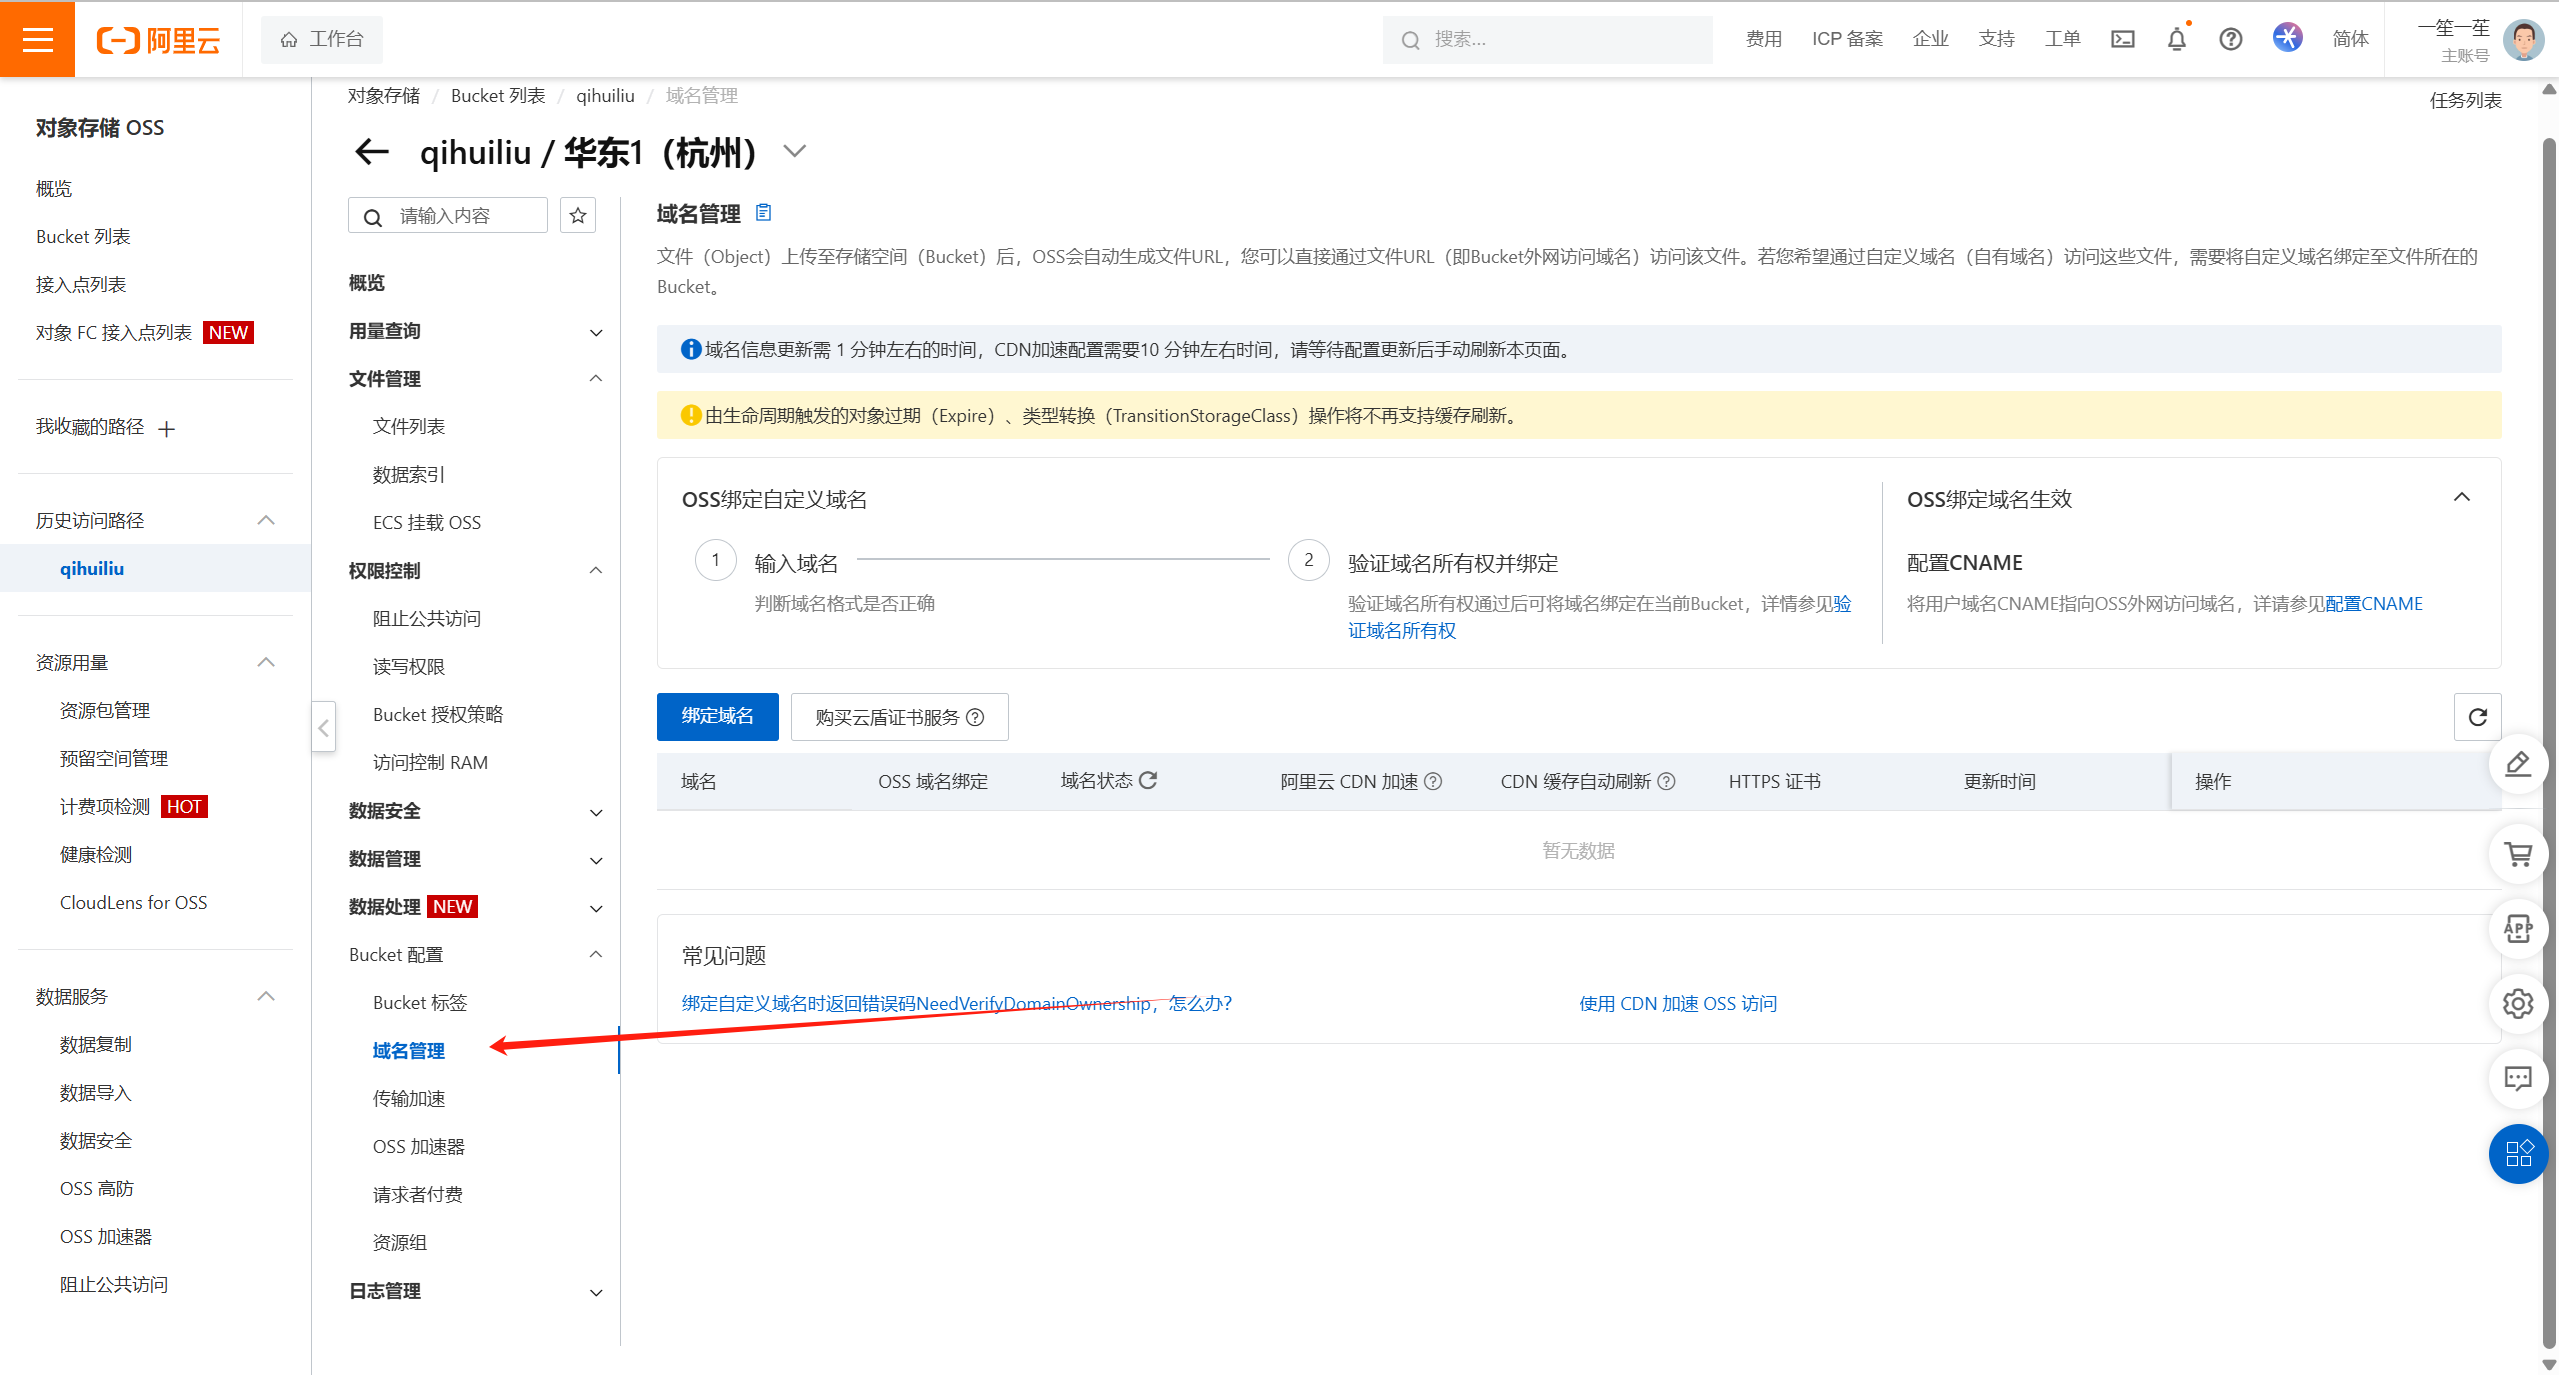 阿里云
工作台
搜索...
费用
ICP 备案
企业
支持
工单
简体
一笙一苼
主账号
对象存储 OSS
概览
Bucket 列表
接入点列表
对象 FC 接入点列表 NEW
我收藏的路径
历史访问路径
qihuiliu
资源用量
资源包管理
预留空间管理
计费项检测 HOT
健康检测
CloudLens for OSS
数据服务
数据复制
数据导入
数据安全
OSS 高防
OSS 加速器
阻止公共访问
对象存储 / Bucket 列表 / qihuiliu / 域名管理
任务列表
qihuiliu / 华东1（杭州）
请输入内容
概览
用量查询
文件管理
文件列表
数据索引
ECS 挂载 OSS
权限控制
阻止公共访问
读写权限
Bucket 授权策略
访问控制 RAM
数据安全
数据管理
数据处理 NEW
Bucket 配置
Bucket 标签
域名管理
传输加速
OSS 加速器
请求者付费
资源组
日志管理
域名管理
文件（Object）上传至存储空间（Bucket）后，OSS会自动生成文件URL，您可以直接通过文件URL（即Bucket外网访问域名）访问该文件。若您希望通过自定义域名（自有域名）访问这些文件，需要将自定义域名绑定至文件所在的
Bucket。
域名信息更新需 1 分钟左右的时间，CDN加速配置需要10 分钟左右时间，请等待配置更新后手动刷新本页面。
由生命周期触发的对象过期（Expire）、类型转换（TransitionStorageClass）操作将不再支持缓存刷新。
OSS绑定自定义域名
1 输入域名
判断域名格式是否正确
2 验证域名所有权并绑定
验证域名所有权通过后可将域名绑定在当前Bucket，详情参见验
证域名所有权
OSS绑定域名生效
配置CNAME
将用户域名CNAME指向OSS外网访问域名，详请参见配置CNAME
绑定域名
购买云盾证书服务
域名 OSS 域名绑定 域名状态 阿里云 CDN 加速 CDN 缓存自动刷新 HTTPS 证书 更新时间 操作
暂无数据
常见问题
绑定自定义域名时返回错误码NeedVerifyDomainOwnership，怎么办？
使用 CDN 加速 OSS 访问
APP